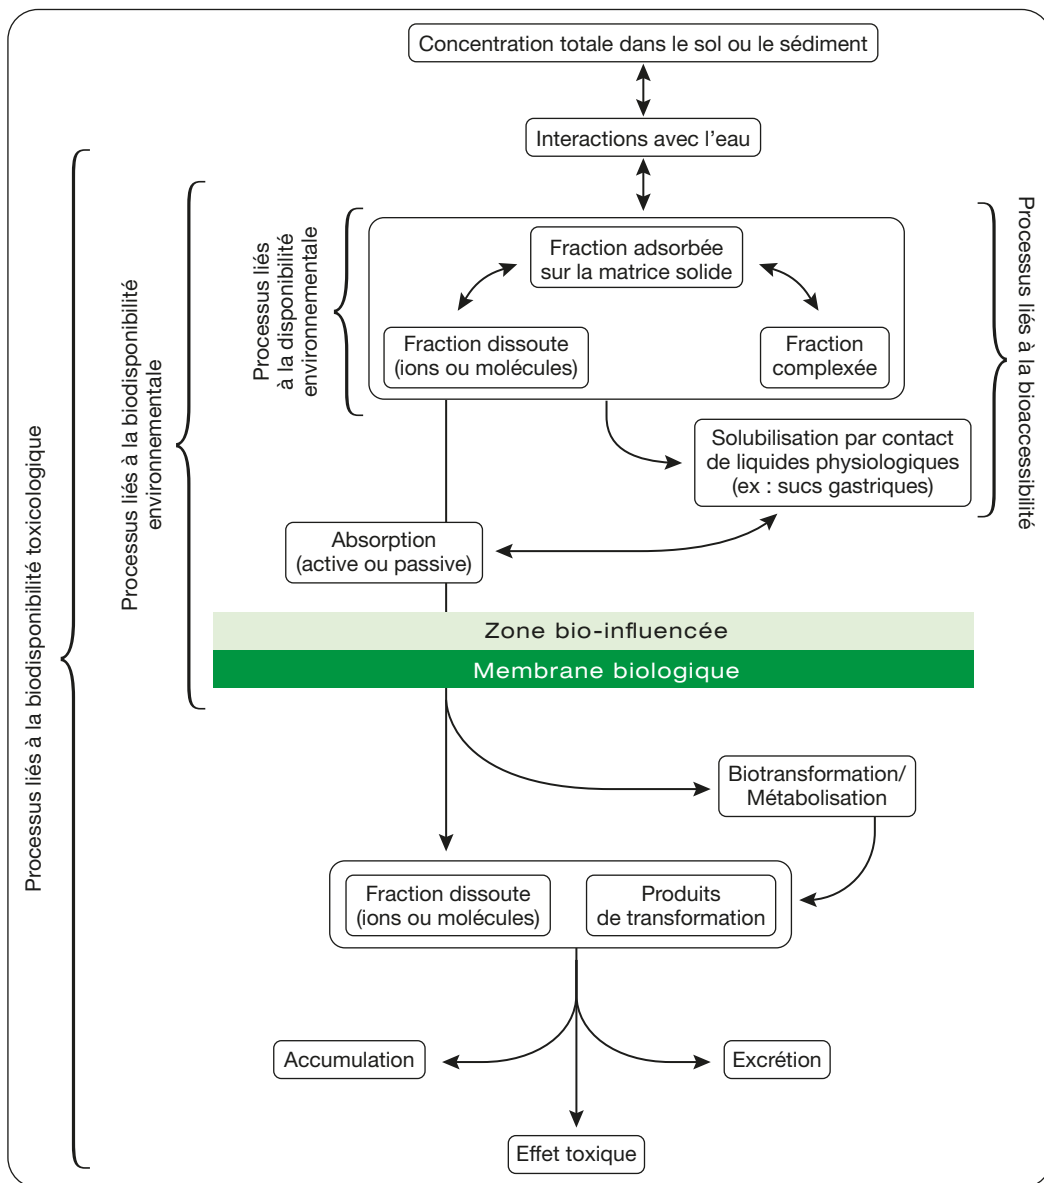 Concentration totale dans le sol ou le sédiment
Interactions avec l'eau
Fraction adsorbée
sur la matrice solide
Fraction dissoute
(ions ou molécules)
Fraction
complexée
Processus liés
à la disponibilité
environnementale
Processus liés à la biodisponibilité
environnementale
Processus liés à la biodisponibilité toxicologique
Processus liés à la bioaccessibilité
Solubilisation par contact
de liquides physiologiques
(ex : sucs gastriques)
Absorption
(active ou passive)
Zone bio-influencée
Membrane biologique
Biotransformation/
Métabolisation
Fraction dissoute
(ions ou molécules)
Produits
de transformation
Accumulation
Excrétion
Effet toxique